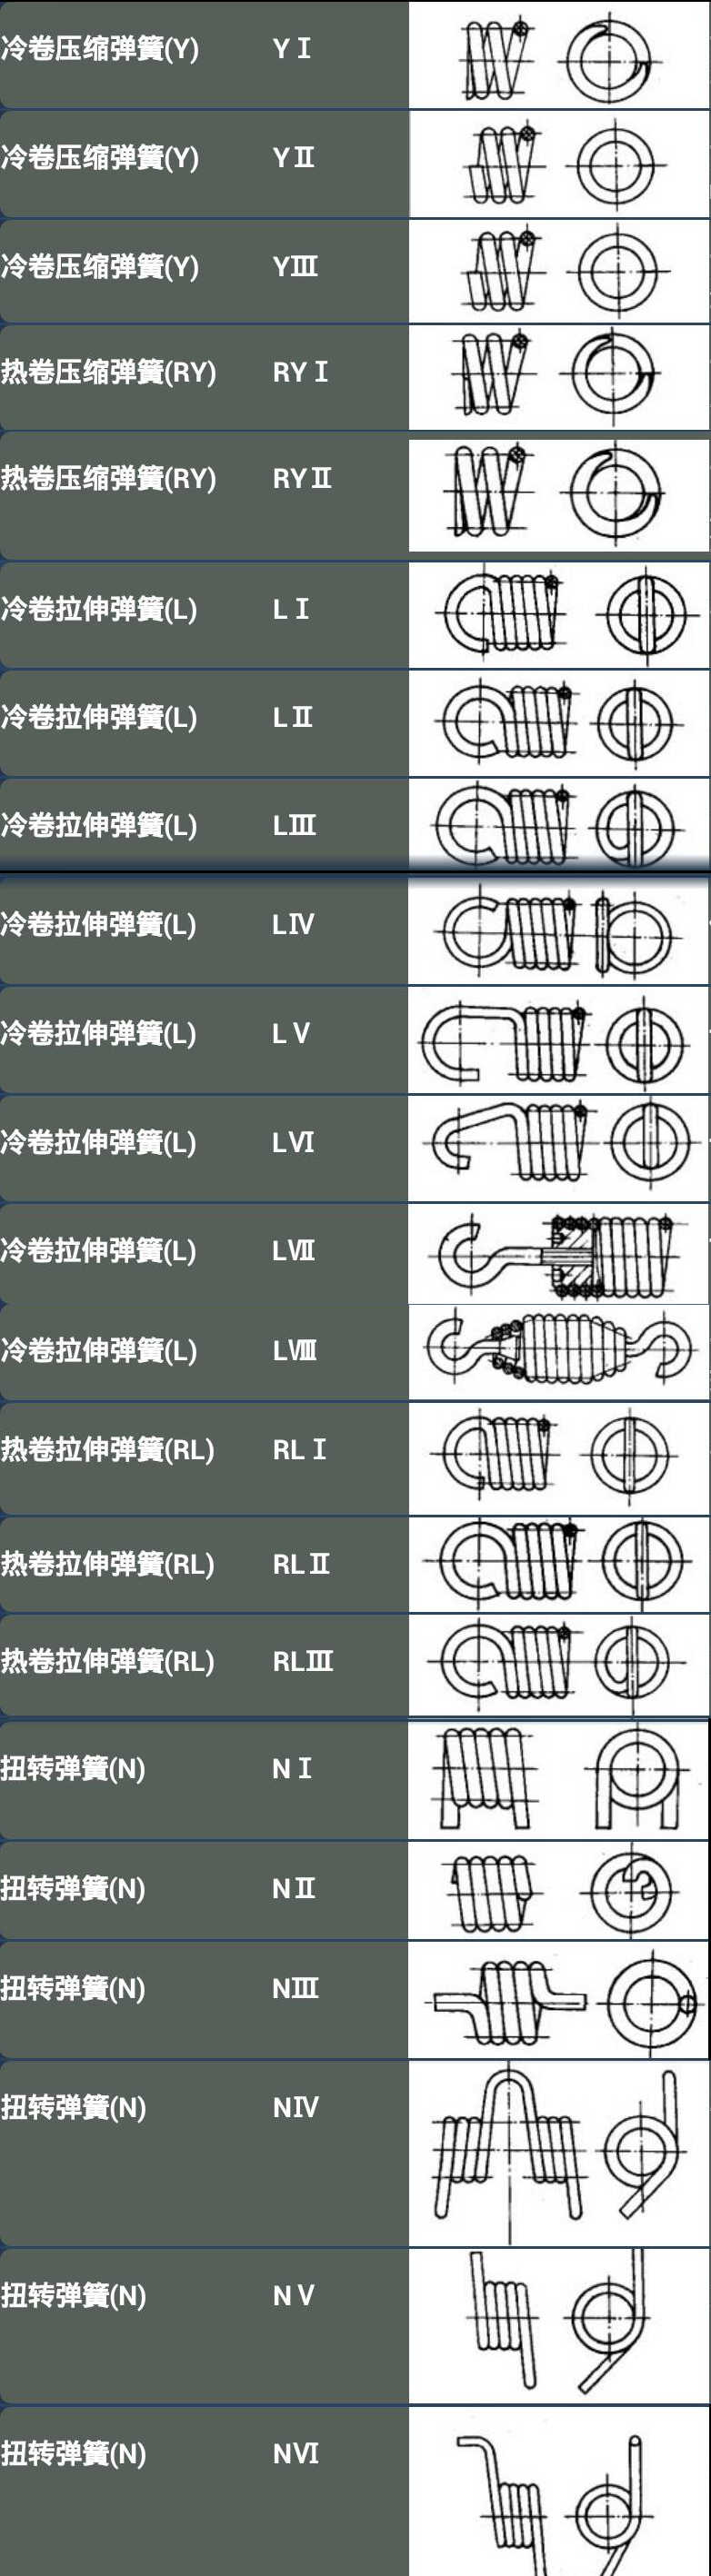 冷卷压缩弹簧(Y) YⅠ
冷卷压缩弹簧(Y) YⅡ
冷卷压缩弹簧(Y) YⅢ
热卷压缩弹簧(RY) RYⅠ
热卷压缩弹簧(RY) RYⅡ
冷卷拉伸弹簧(L) LⅠ
冷卷拉伸弹簧(L) LⅡ
冷卷拉伸弹簧(L) LⅢ
冷卷拉伸弹簧(L) LⅣ
冷卷拉伸弹簧(L) LⅤ
冷卷拉伸弹簧(L) LⅥ
冷卷拉伸弹簧(L) LⅦ
冷卷拉伸弹簧(L) LⅧ
热卷拉伸弹簧(RL) RLⅠ
热卷拉伸弹簧(RL) RLⅡ
热卷拉伸弹簧(RL) RLⅢ
扭转弹簧(N) NⅠ
扭转弹簧(N) NⅡ
扭转弹簧(N) NⅢ
扭转弹簧(N) NⅣ
扭转弹簧(N) NⅤ
扭转弹簧(N) NⅥ